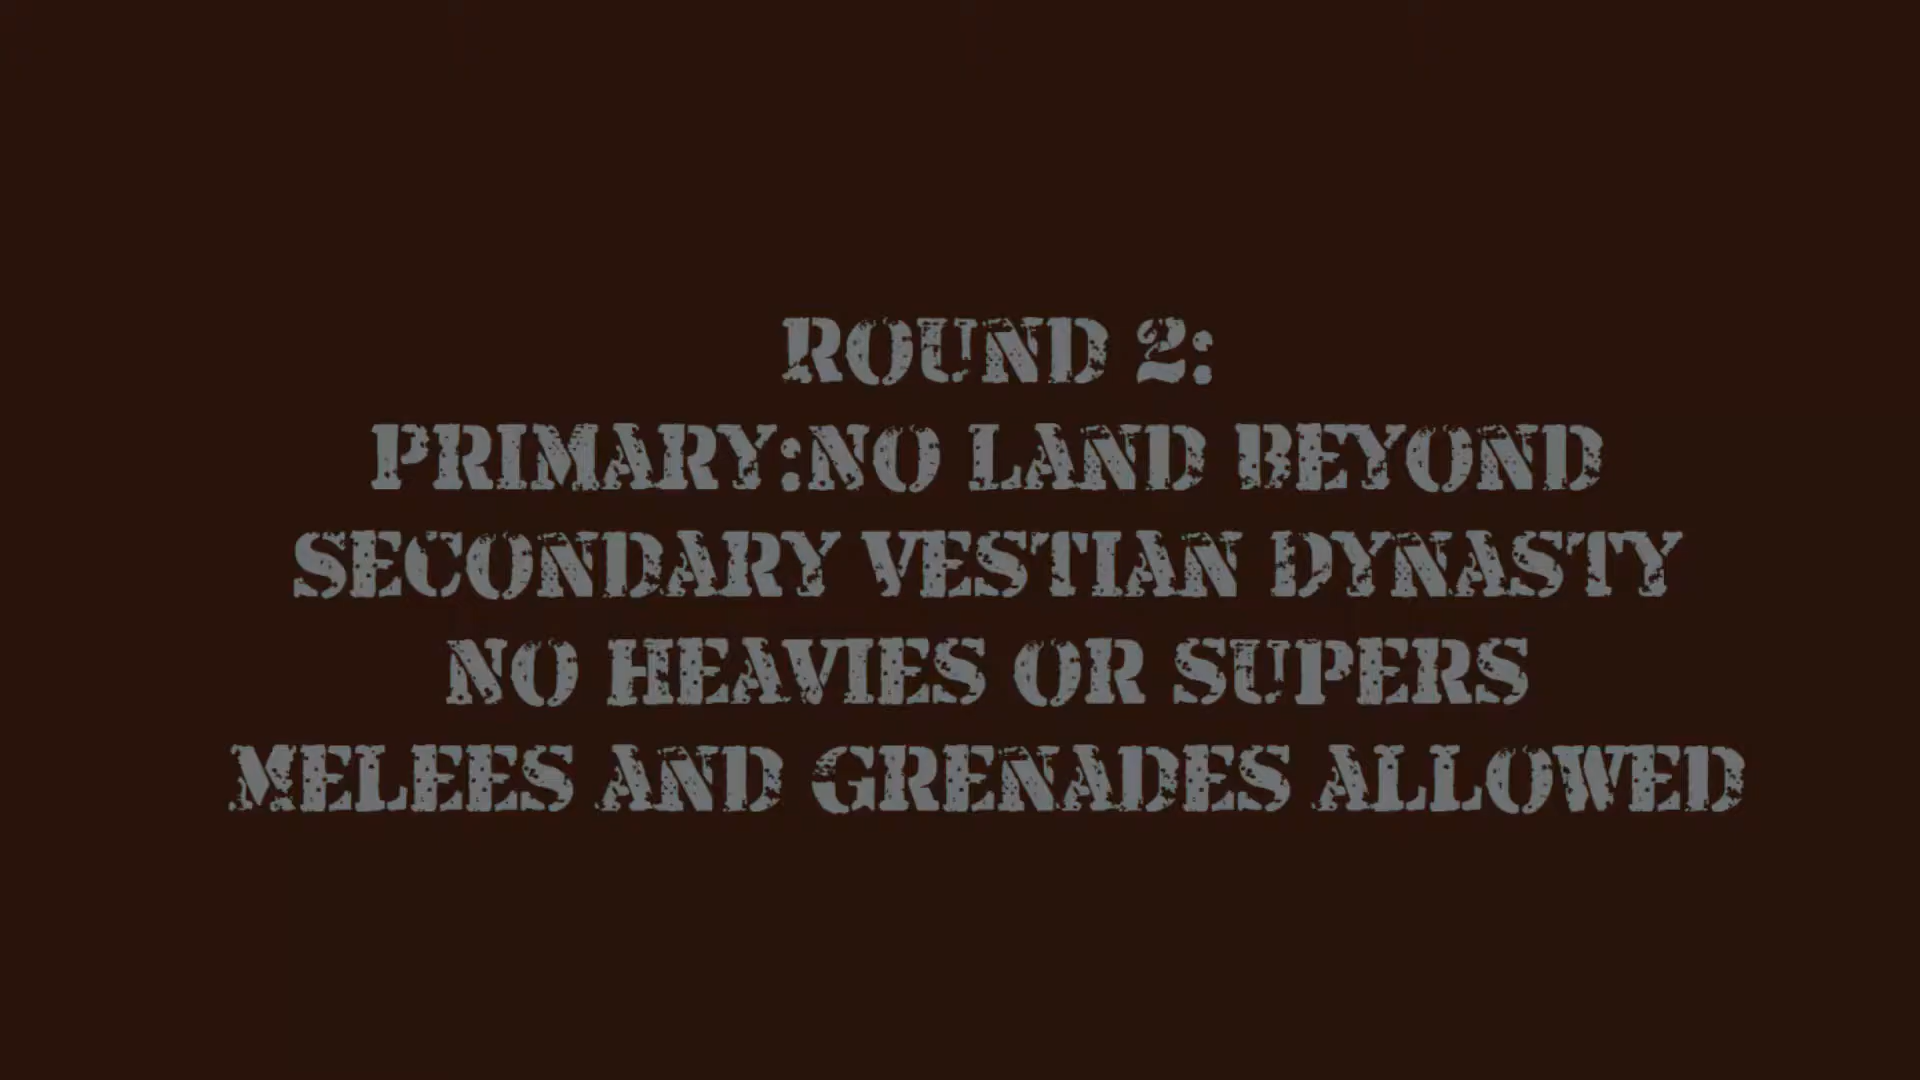 ROUND 2:
PRIMARY:NO LAND BEYOND
SECONDARY VESTIAN DYNASTY
NO HEAVIES OR SUPERS
MELEES AND GRENADES ALLOWED